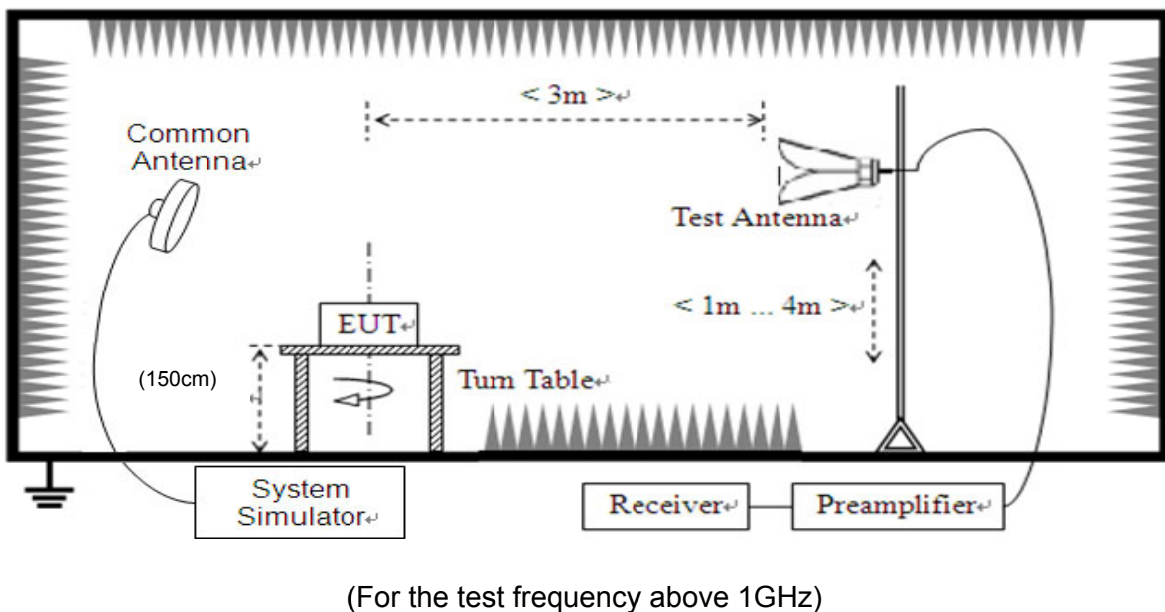 < 3m >↵
Common
Antenna↵
Test Antenna↵
< 1m ... 4m >↵
EUT↵
(150cm)
Turn Table↵
System
Simulator↵
Receiver↵
Preamplifier↵
(For the test frequency above 1GHz)